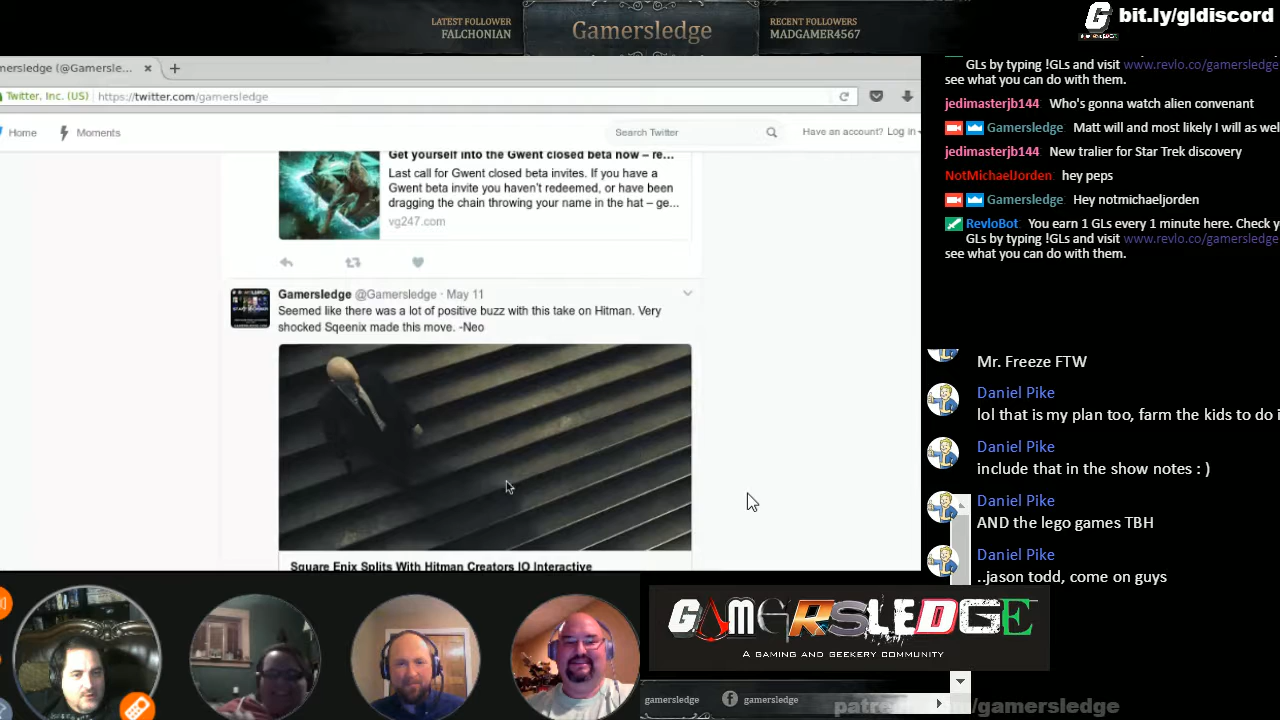 LATEST FOLLOWER
FALCHONIAN
Gamersledge
RECENT FOLLOWERS
MADGAMER4567
bit.ly/gldiscord
mersledge (@Gamersle...
Twitter, Inc. (US) https://twitter.com/gamersledge
Home Moments Search Twitter Have an account? Log in
Get yourself into the Gwent closed beta now – re...
Last call for Gwent closed beta invites. If you have a
Gwent beta invite you haven't redeemed, or have been
dragging the chain throwing your name in the hat – ge...
vg247.com
Gamersledge @Gamersledge · May 11
Seemed like there was a lot of positive buzz with this take on Hitman. Very
shocked Sqeenix made this move. -Neo
Square Enix Splits With Hitman Creators IO Interactive
GLs by typing !GLs and visit www.revlo.co/gamersledge
see what you can do with them.
jedimasterjb144 Who's gonna watch alien convenant
Gamersledge: Matt will and most likely I will as wel
jedimasterjb144 New tralier for Star Trek discovery
NotMichaelJorden: hey peps
Gamersledge: Hey notmichaeljorden
RevloBot: You earn 1 GLs every 1 minute here. Check y
GLs by typing !GLs and visit www.revlo.co/gamersledge
see what you can do with them.
Mr. Freeze FTW
Daniel Pike
lol that is my plan too, farm the kids to do i
Daniel Pike
include that in the show notes : )
Daniel Pike
AND the lego games TBH
Daniel Pike
..jason todd, come on guys
GAMERSLEDGE
A GAMING AND GEEKERY COMMUNITY
gamersledge gamersledge
/gamersledge